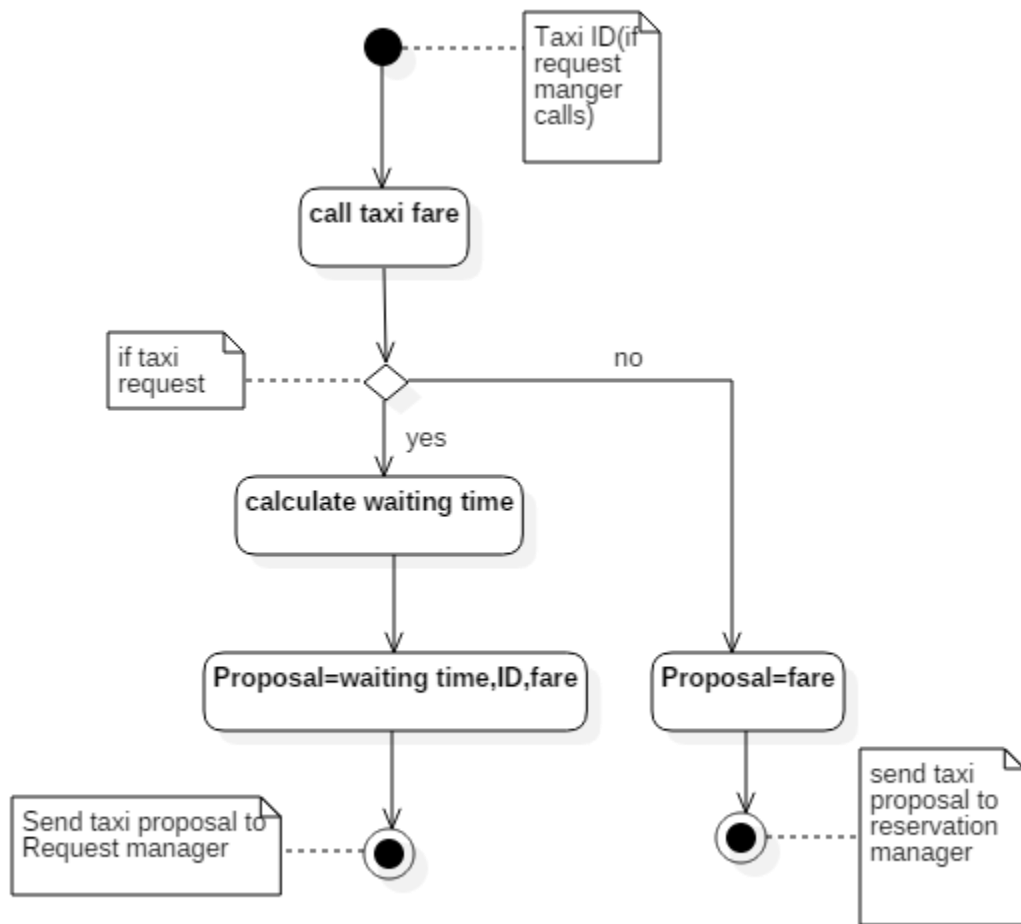 Taxi ID(if
request
manger
calls)
call taxi fare
if taxi
request
no
yes
calculate waiting time
Proposal=waiting time,ID,fare
Proposal=fare
Send taxi proposal to
Request manager
send taxi
proposal to
reservation
manager